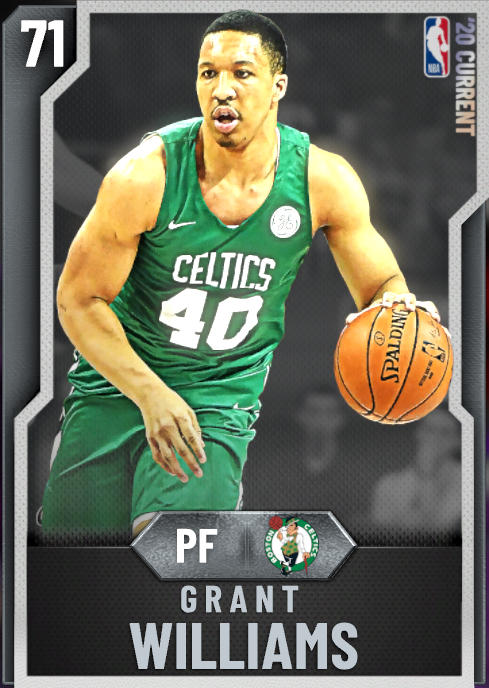 71
NBA
'20 CURRENT
CELTICS
40
SPALDING
PF
BOSTON CELTICS
GRANT
WILLIAMS